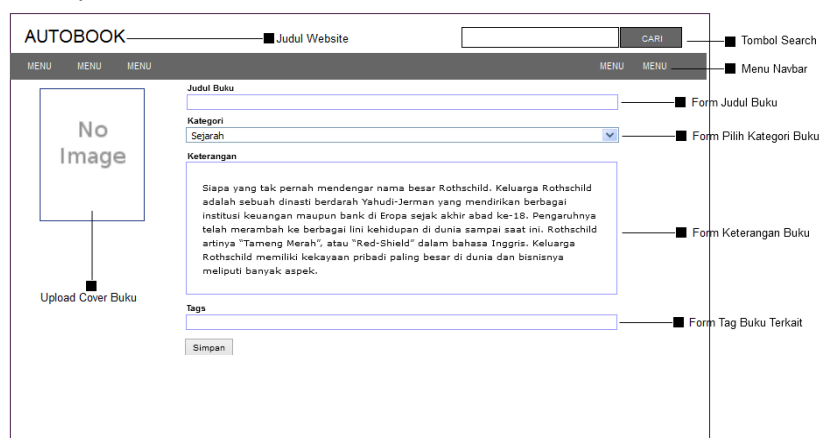 AUTOBOOK
Judul Website
CARI
Tombol Search
MENU MENU MENU MENU MENU
Menu Navbar
No
Image
Upload Cover Buku
Judul Buku
Form Judul Buku
Kategori
Sejarah
Form Pilih Kategori Buku
Keterangan
Siapa yang tak pernah mendengar nama besar Rothschild. Keluarga Rothschild
adalah sebuah dinasti berdarah Yahudi-Jerman yang mendirikan berbagai
institusi keuangan maupun bank di Eropa sejak akhir abad ke-18. Pengaruhnya
telah merambah ke berbagai lini kehidupan di dunia sampai saat ini. Rothschild
artinya “Tameng Merah”, atau “Red-Shield” dalam bahasa Inggris. Keluarga
Rothschild memiliki kekayaan pribadi paling besar di dunia dan bisnisnya
meliputi banyak aspek.
Form Keterangan Buku
Tags
Form Tag Buku Terkait
Simpan